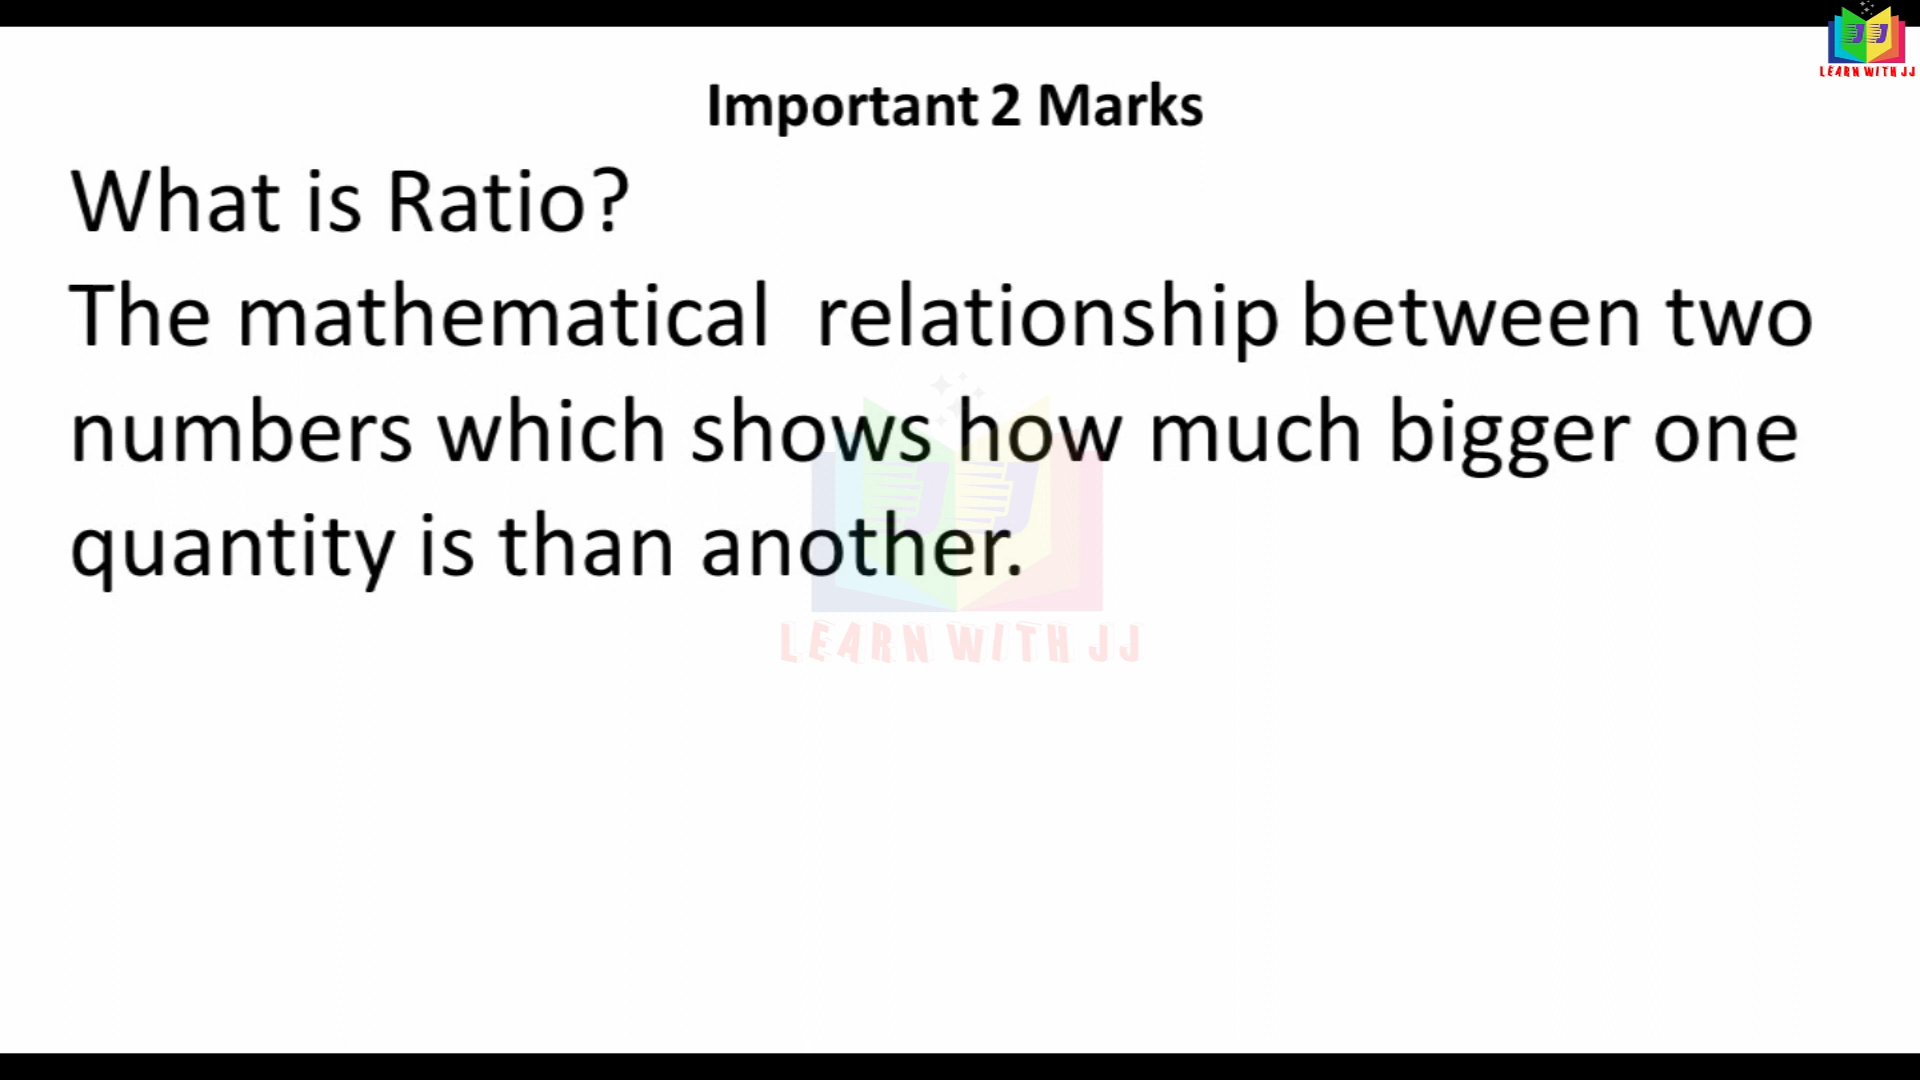 LEARN WITH JJ
Important 2 Marks
What is Ratio?
The mathematical relationship between two
numbers which shows how much bigger one
quantity is than another.
LEARN WITH JJ